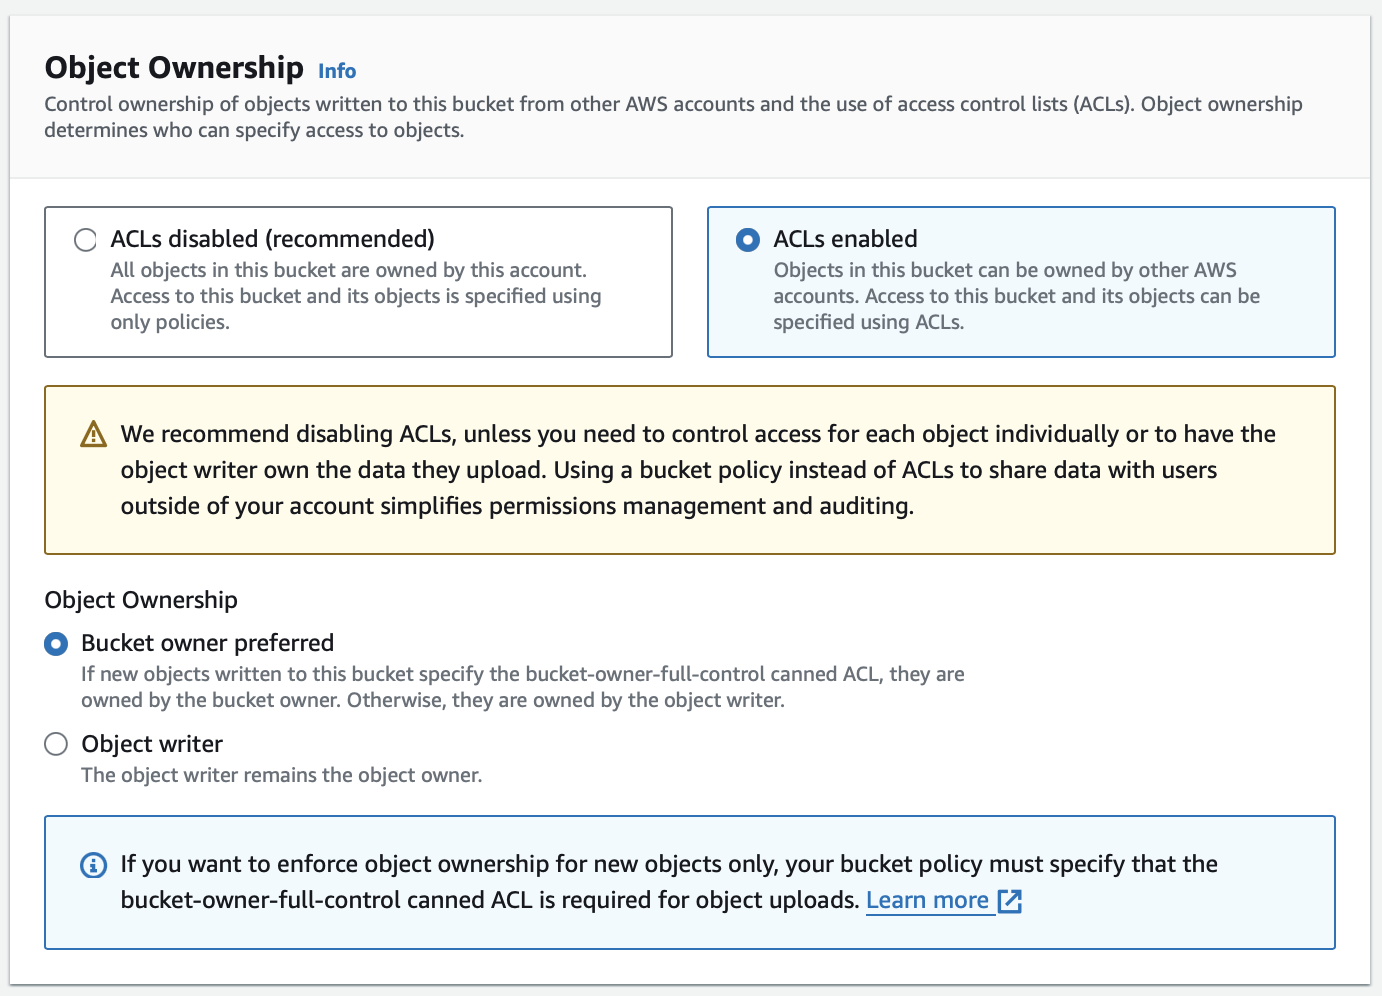 Object Ownership Info
Control ownership of objects written to this bucket from other AWS accounts and the use of access control lists (ACLs). Object ownership
determines who can specify access to objects.
ACLs disabled (recommended)
All objects in this bucket are owned by this account.
Access to this bucket and its objects is specified using
only policies.
ACLs enabled
Objects in this bucket can be owned by other AWS
accounts. Access to this bucket and its objects can be
specified using ACLs.
We recommend disabling ACLs, unless you need to control access for each object individually or to have the
object writer own the data they upload. Using a bucket policy instead of ACLs to share data with users
outside of your account simplifies permissions management and auditing.
Object Ownership
Bucket owner preferred
If new objects written to this bucket specify the bucket-owner-full-control canned ACL, they are
owned by the bucket owner. Otherwise, they are owned by the object writer.
Object writer
The object writer remains the object owner.
If you want to enforce object ownership for new objects only, your bucket policy must specify that the
bucket-owner-full-control canned ACL is required for object uploads. Learn more